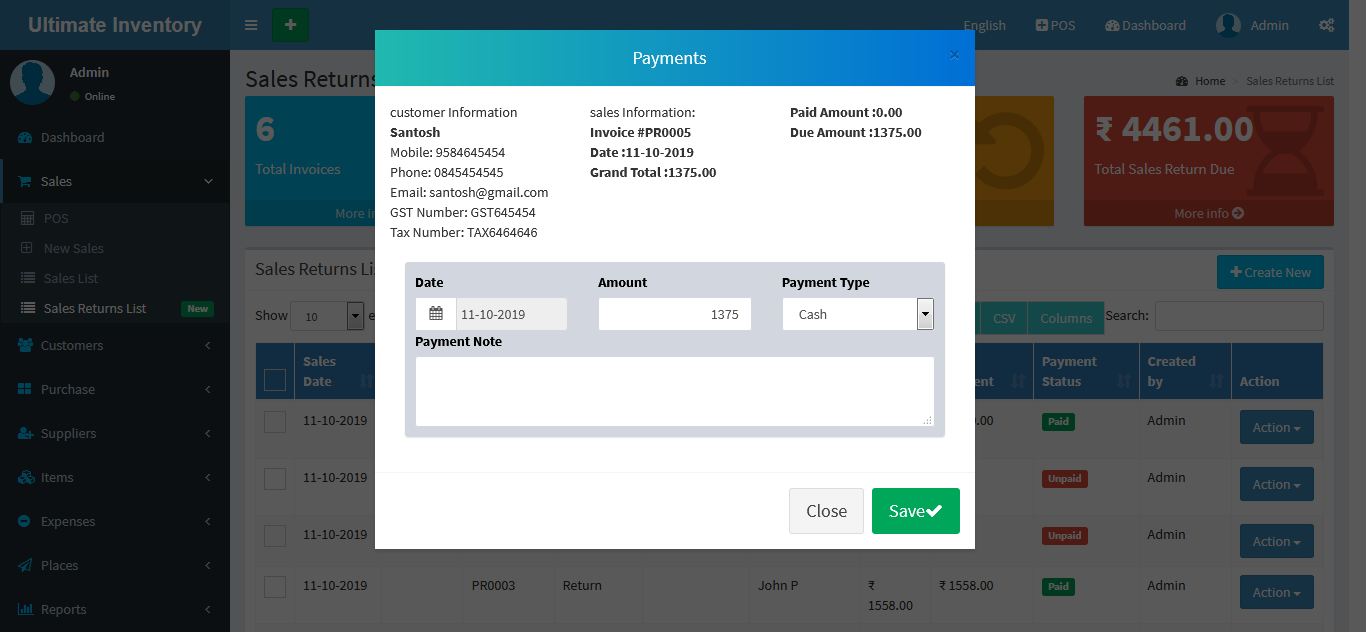 Ultimate Inventory
English
POS
Dashboard
Admin
Admin
Online
Dashboard
Sales
POS
New Sales
Sales List
Sales Returns List New
Customers
Purchase
Suppliers
Items
Expenses
Places
Reports
Sales Returns
Home > Sales Returns List
6
Total Invoices
More in
₹ 4461.00
Total Sales Return Due
More info
Payments
×
customer Information
Santosh
Mobile: 9584645454
Phone: 0845454545
Email: santosh@gmail.com
GST Number: GST645454
Tax Number: TAX6464646
sales Information:
Invoice #PR0005
Date :11-10-2019
Grand Total :1375.00
Paid Amount :0.00
Due Amount :1375.00
Date
11-10-2019
Amount
1375
Payment Type
Cash
Payment Note
Close
Save
Sales Returns Li
Create New
Show 10 e
CSV Columns Search:
Sales
Date
ent
Payment
Status
Created
by
Action
11-10-2019 0.00 Paid Admin Action
11-10-2019 Unpaid Admin Action
11-10-2019 Unpaid Admin Action
11-10-2019 PR0003 Return John P ₹
1558.00
₹ 1558.00 Paid Admin Action